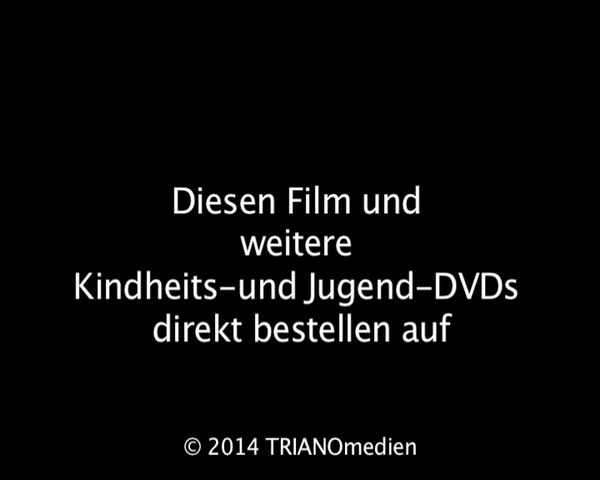 Diesen Film und
weitere
Kindheits-und Jugend-DVDs
direkt bestellen auf
© 2014 TRIANOmedien